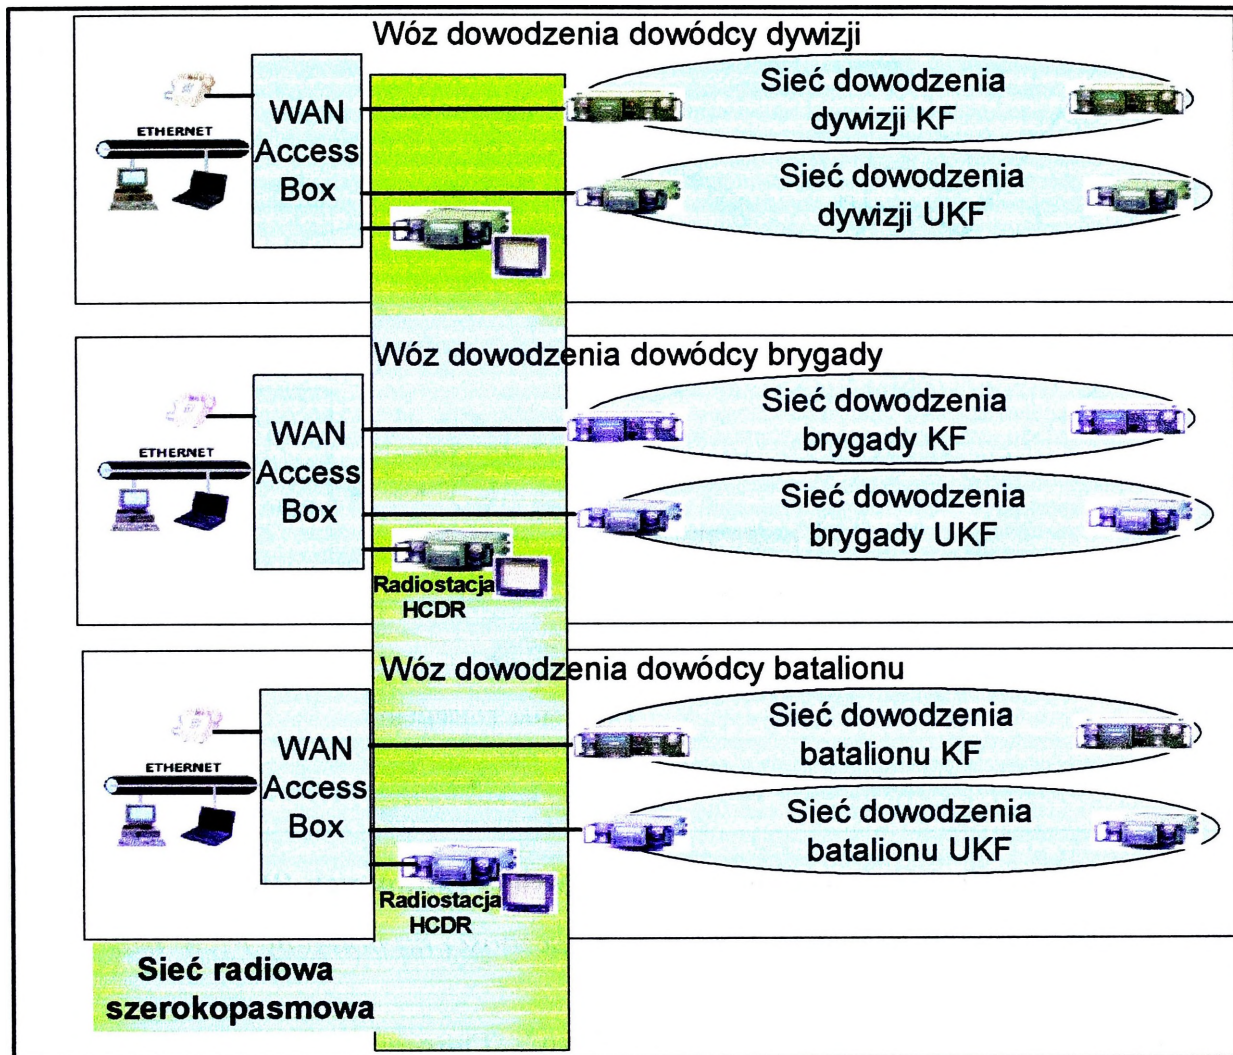 Wóz dowodzenia dowódcy dywizji
ETHERNET
WAN
Access
Box
Sieć dowodzenia
dywizji KF
Sieć dowodzenia
dywizji UKF
Wóz dowodzenia dowódcy brygady
ETHERNET
WAN
Access
Box
Sieć dowodzenia
brygady KF
Sieć dowodzenia
brygady UKF
Radiostacja
HCDR
Wóz dowodzenia dowódcy batalionu
ETHERNET
WAN
Access
Box
Sieć dowodzenia
batalionu KF
Sieć dowodzenia
batalionu UKF
Radiostacja
HCDR
Sieć radiowa
szerokopasmowa